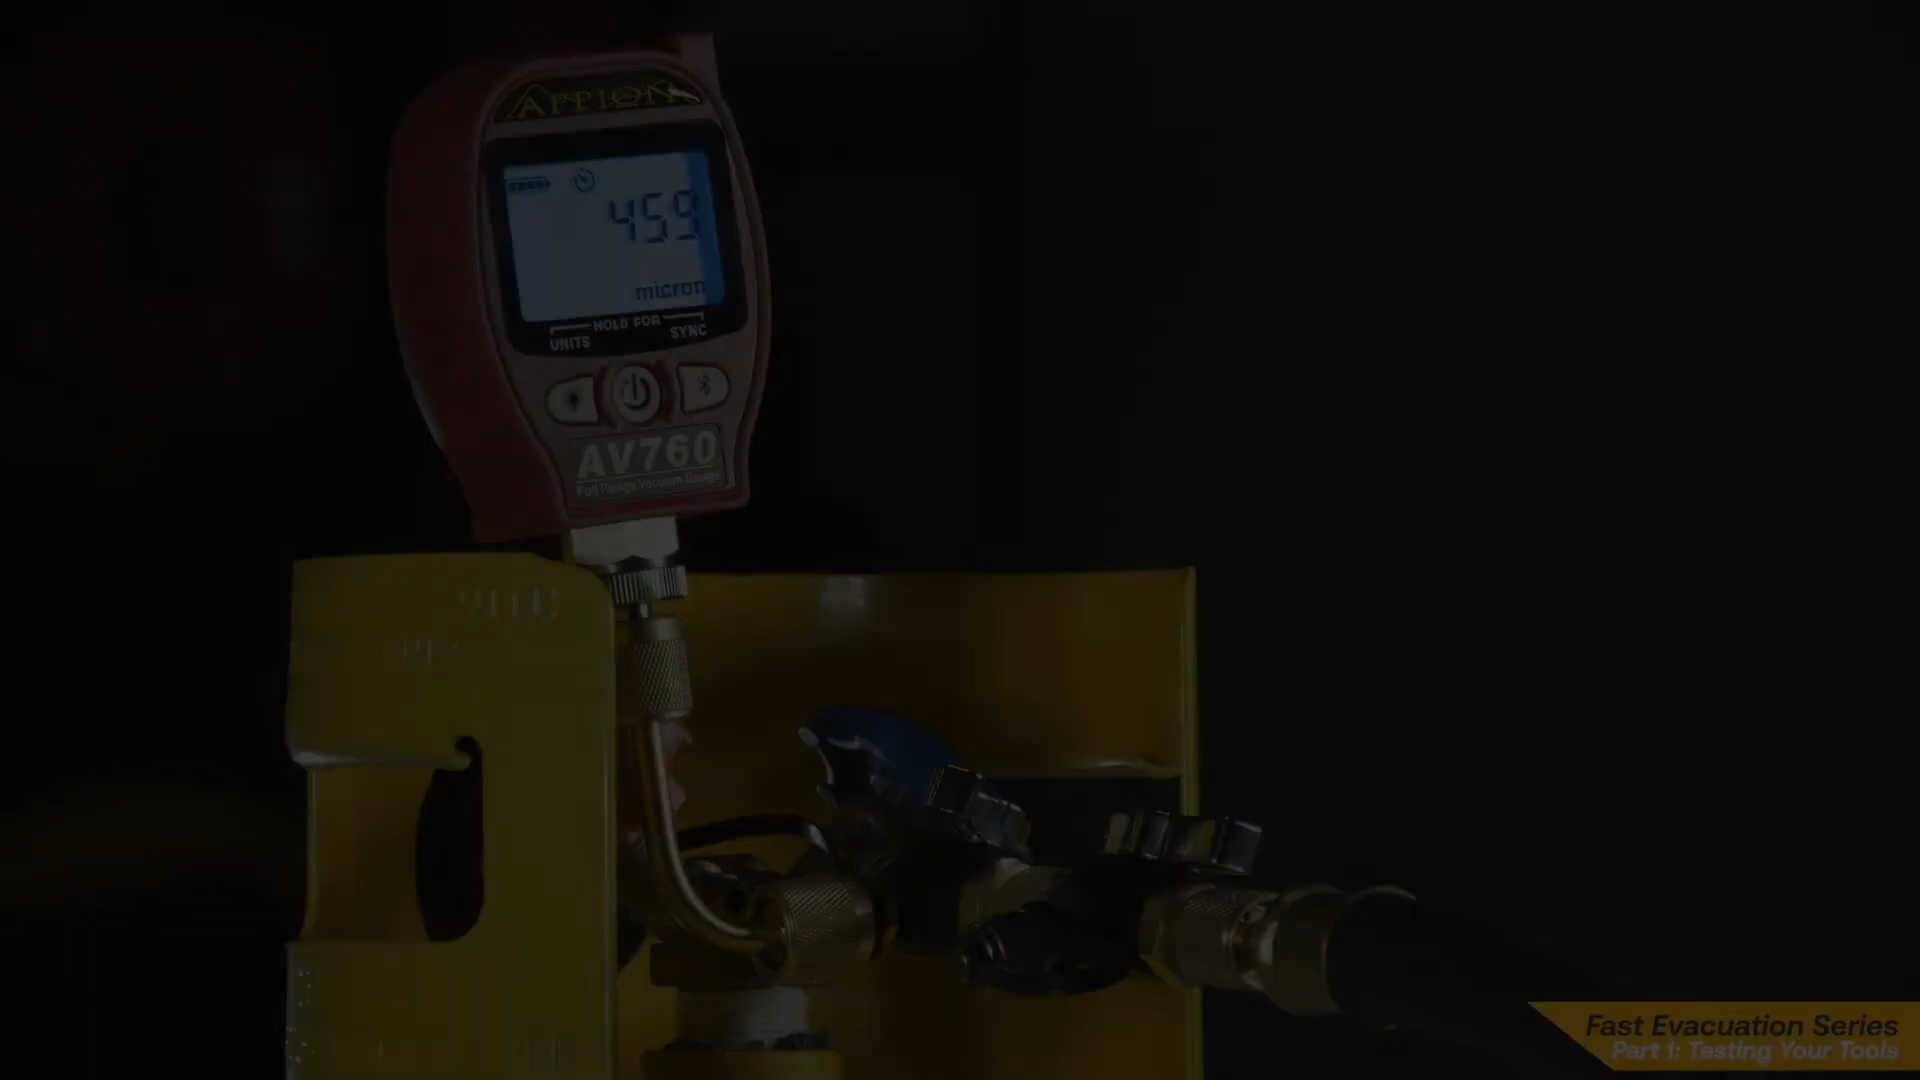 APPION
459
micron
HOLD FOR
UNITS SYNC
AV760
Full Range Vacuum Gauge
Fast Evacuation Series
Part 1: Testing Your Tools